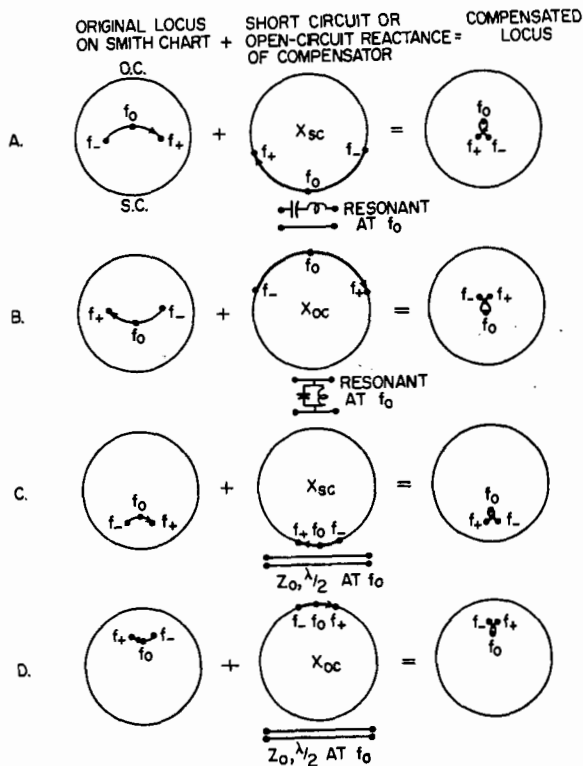 ORIGINAL LOCUS
ON SMITH CHART +
SHORT CIRCUIT OR
OPEN-CIRCUIT REACTANCE =
OF COMPENSATOR
COMPENSATED
LOCUS
A.
O.C.
f₀
f₋ f₊
S.C.
+
X_SC
f₊ f₋
f₀
RESONANT
AT f₀
=
f₀
f₊ f₋
B.
f₊ f₋
f₀
+
f₀
f₋ f₊
X_OC
RESONANT
AT f₀
=
f₋ f₊
f₀
C.
f₀
f₋ f₊
+
X_SC
f₊ f₀ f₋
Z₀, λ/2 AT f₀
=
f₀
f₊ f₋
D.
f₊ f₋
f₀
+
f₋ f₀ f₊
X_OC
Z₀, λ/2 AT f₀
=
f₋ f₊
f₀